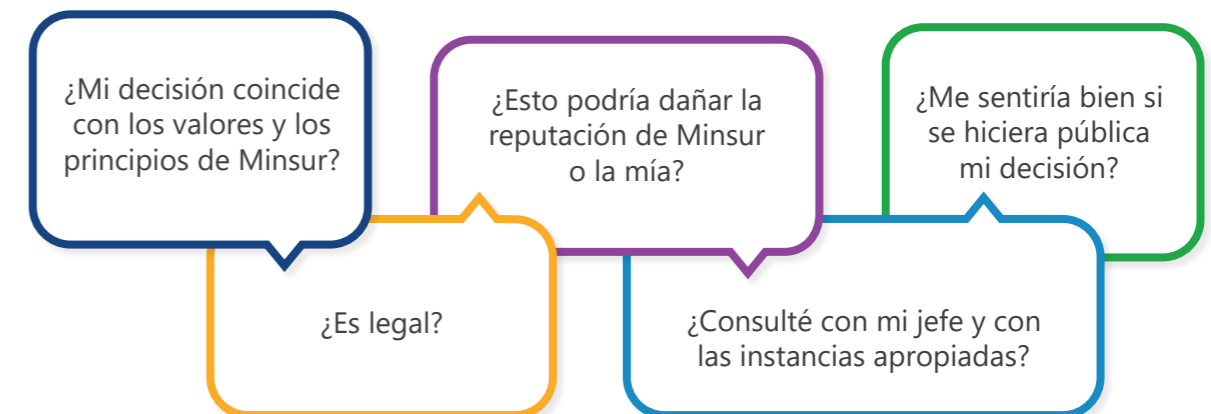 ¿Mi decisión coincide
con los valores y los
principios de Minsur?
¿Es legal?
¿Esto podría dañar la
reputación de Minsur
o la mía?
¿Consulté con mi jefe y con
las instancias apropiadas?
¿Me sentiría bien si
se hiciera pública
mi decisión?